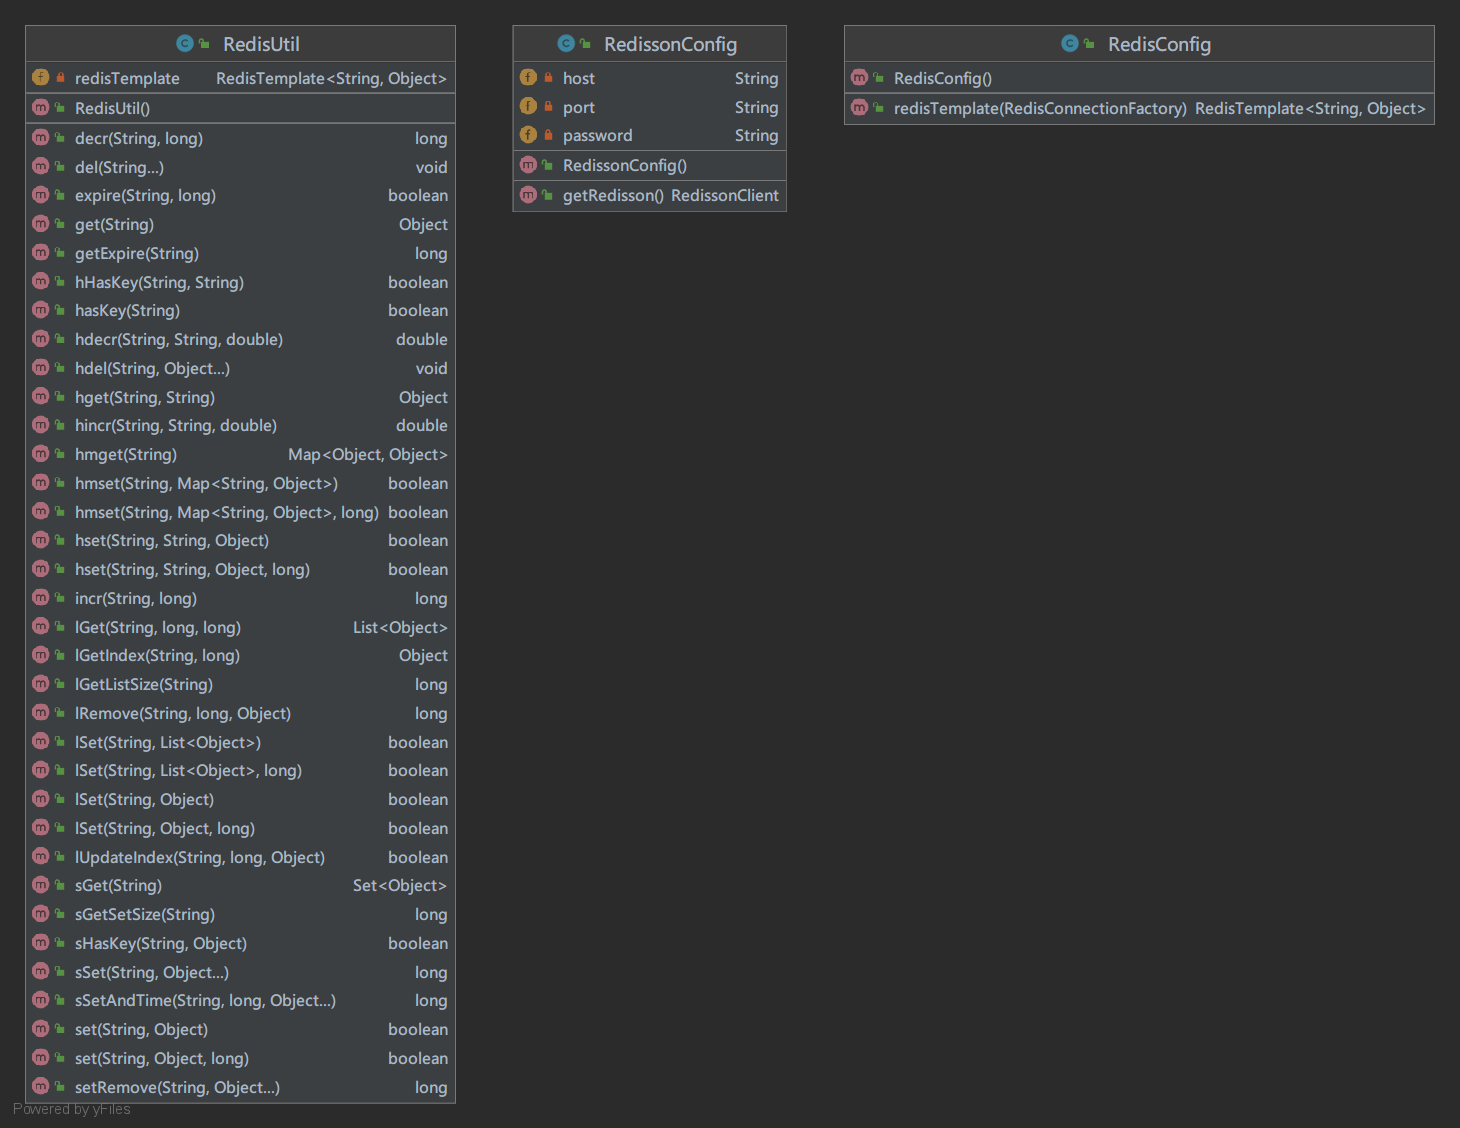 RedisUtil
redisTemplate RedisTemplate<String, Object>
RedisUtil()
decr(String, long) long
del(String...) void
expire(String, long) boolean
get(String) Object
getExpire(String) long
hHasKey(String, String) boolean
hasKey(String) boolean
hdecr(String, String, double) double
hdel(String, Object...) void
hget(String, String) Object
hincr(String, String, double) double
hmget(String) Map<Object, Object>
hmset(String, Map<String, Object>) boolean
hmset(String, Map<String, Object>, long) boolean
hset(String, String, Object) boolean
hset(String, String, Object, long) boolean
incr(String, long) long
lGet(String, long, long) List<Object>
lGetIndex(String, long) Object
lGetListSize(String) long
lRemove(String, long, Object) long
lSet(String, List<Object>) boolean
lSet(String, List<Object>, long) boolean
lSet(String, Object) boolean
lSet(String, Object, long) boolean
lUpdateIndex(String, long, Object) boolean
sGet(String) Set<Object>
sGetSetSize(String) long
sHasKey(String, Object) boolean
sSet(String, Object...) long
sSetAndTime(String, long, Object...) long
set(String, Object) boolean
set(String, Object, long) boolean
setRemove(String, Object...) long
RedissonConfig
host String
port String
password String
RedissonConfig()
getRedisson() RedissonClient
RedisConfig
RedisConfig()
redisTemplate(RedisConnectionFactory) RedisTemplate<String, Object>
Powered by yFiles